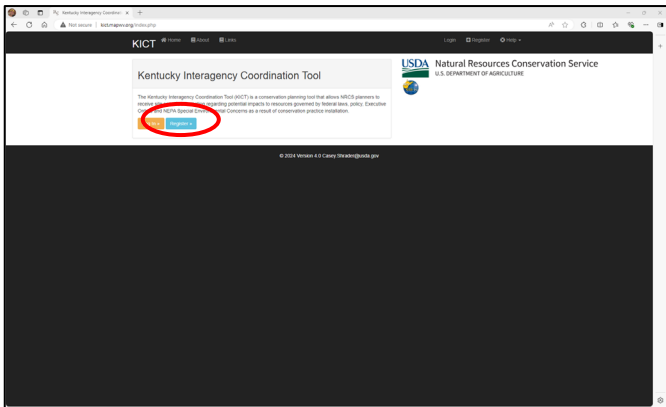 Kentucky Interagency Coordinat
Not secure
kict.mapserv.org/index.php
KICT Home About Links Login Register Help
Kentucky Interagency Coordination Tool
The Kentucky Interagency Coordination Tool (KICT) is a conservation planning tool that allows NRCS planners to
receive regarding potential impacts to resources governed by federal laws, policy, Executive
and NEPA Special Environmental Concerns as a result of conservation practice installation.
Register »
USDA Natural Resources Conservation Service
U.S. DEPARTMENT OF AGRICULTURE
© 2024 Version 4.0 Casey.Shrader@usda.gov